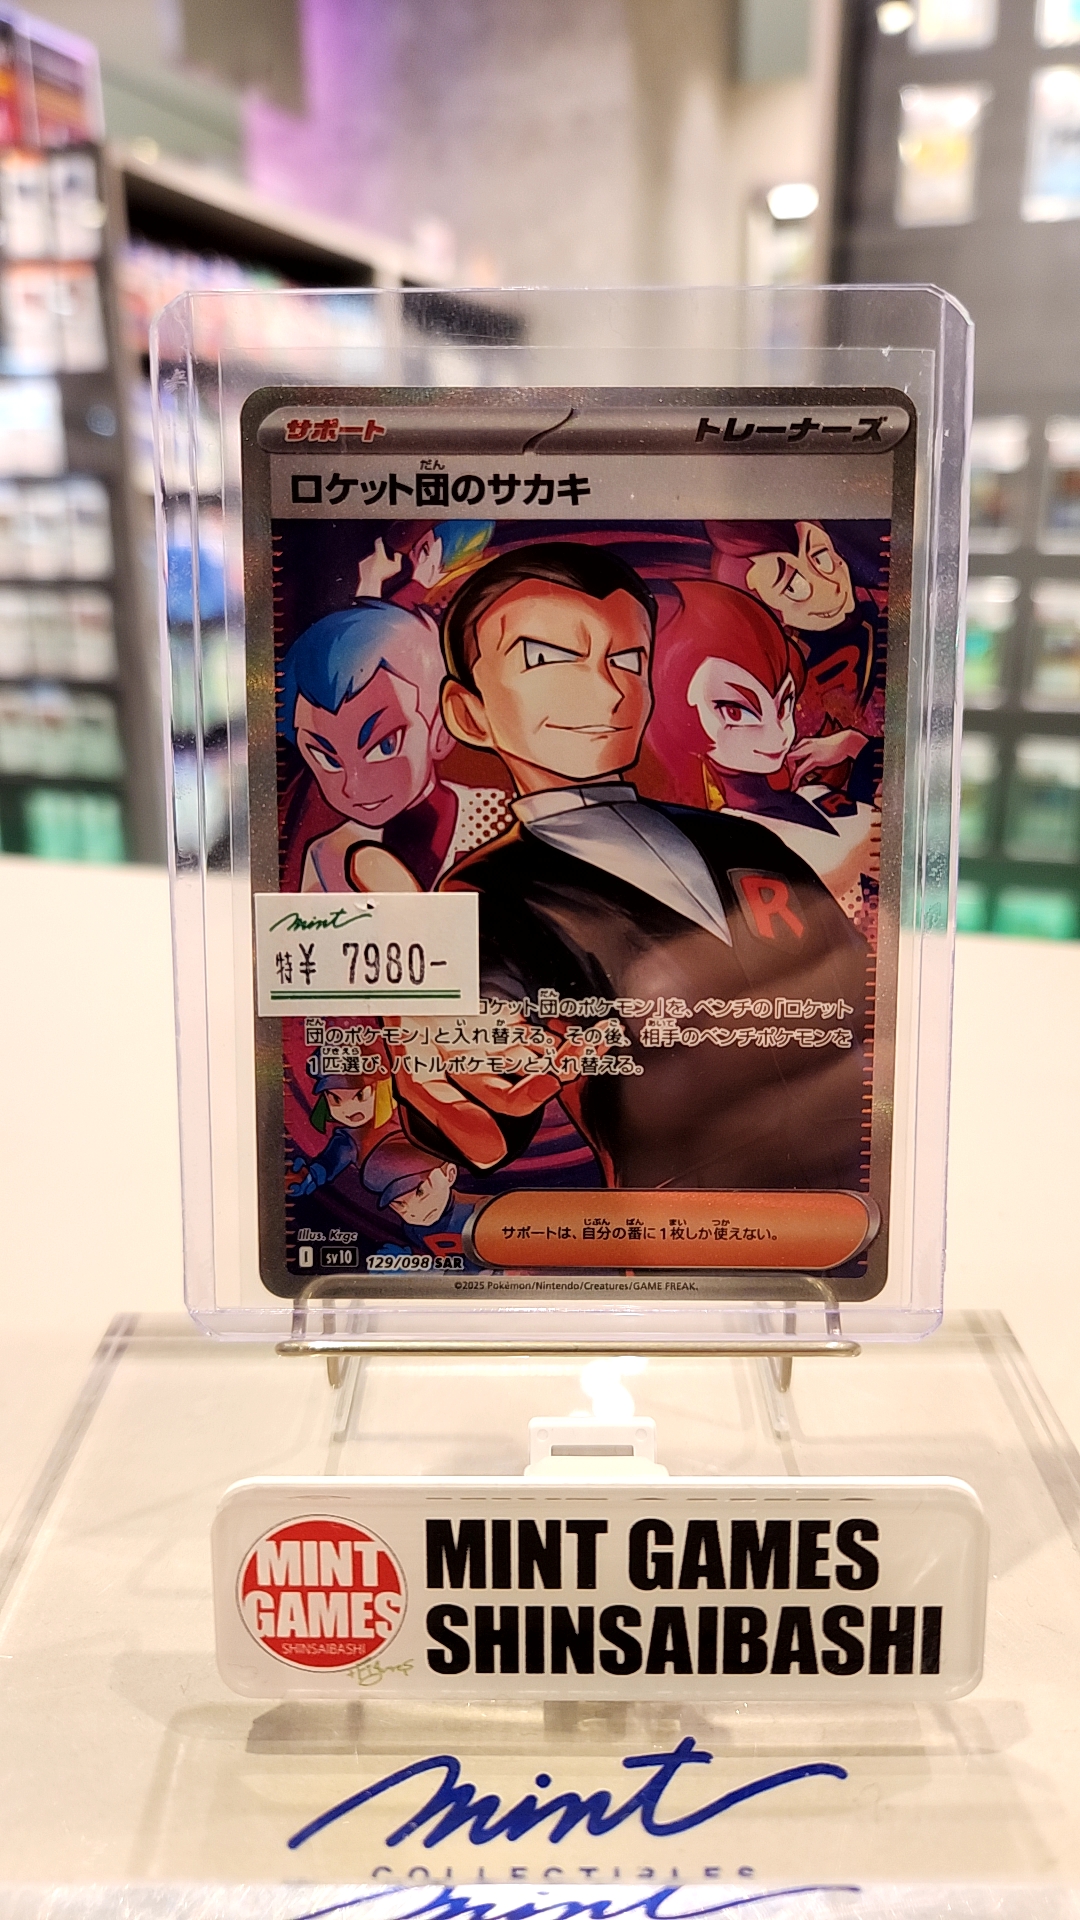 サポート
トレーナーズ
ロケット団のサカキ
だん
mint
特¥ 7980-
ロケット団のポケモン」を、ベンチの「ロケット
団のポケモン」と入れ替える。その後、相手のベンチポケモンを
1匹選び、バトルポケモンと入れ替える。
サポートは、自分の番に1枚しか使えない。
Illus. Krgc
I sv10 129/098 SAR
©2025 Pokémon/Nintendo/Creatures/GAME FREAK.
MINT
GAMES
SHINSAIBASHI
MINT GAMES
SHINSAIBASHI
mint
COLLECTIBLES
mint